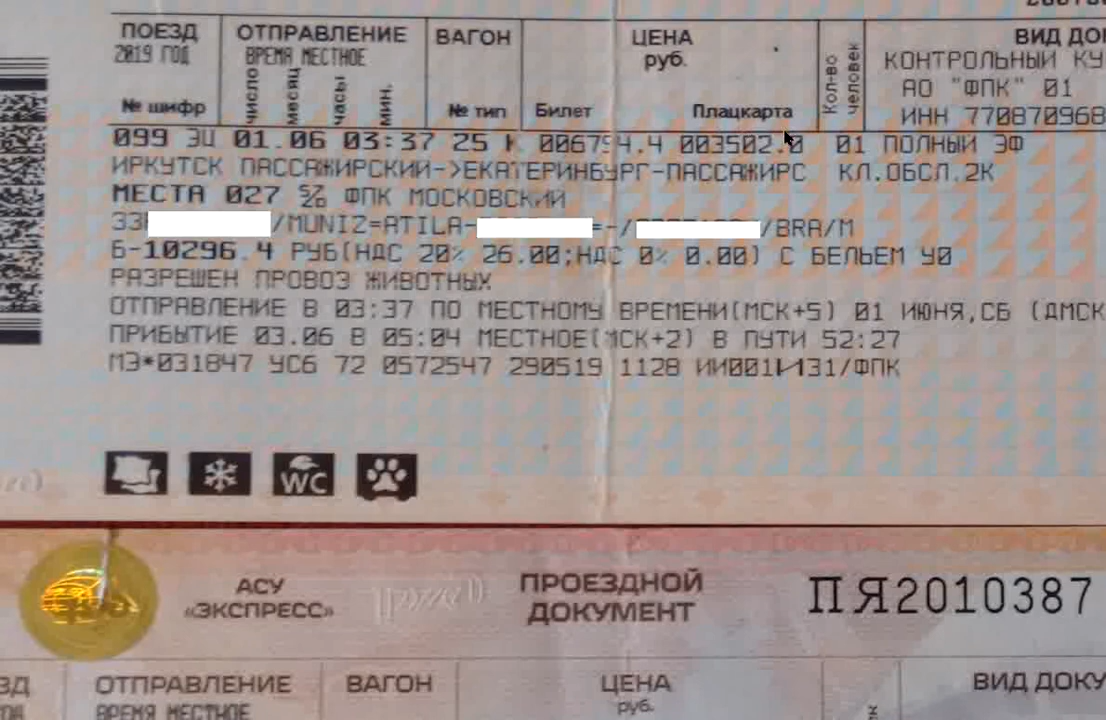 ПОЕЗД ОТПРАВЛЕНИЕ ВАГОН ЦЕНА ВИД ДОК
2019 ГОД ВРЕМЯ МЕСТНОЕ руб. КОНТРОЛЬНЫЙ КУ
число месяц часы мин. Кол-во человек АО "ФПК" 01
№ шифр № тип Билет Плацкарта ИНН 770870968
099 ЭЦ 01.06 03:37 25 К 006794.4 003502.0 01 ПОЛНЫЙ ЭФ
ИРКУТСК ПАССАЖИРСКИЙ->ЕКАТЕРИНБУРГ-ПАССАЖИРС КЛ.ОБСЛ.2К
МЕСТА 027 ФПК МОСКОВСКИЙ
ЗЗ /MUNIZ=ATILA- =-/ /BRA/M
Б-10296.4 РУБ(НДС 20% 26.00;НДС 0% 0.00) С БЕЛЬЕМ У0
РАЗРЕШЕН ПРОВОЗ ЖИВОТНЫХ
ОТПРАВЛЕНИЕ В 03:37 ПО МЕСТНОМУ ВРЕМЕНИ(МСК+5) 01 ИЮНЯ,СБ (ДМСК
ПРИБЫТИЕ 03.06 В 05:04 МЕСТНОЕ(МСК+2) В ПУТИ 52:27
МЭ*031847 УС6 72 0572547 290519 1128
WC
АСУ ПРОЕЗДНОЙ ПЯ2010387
«ЭКСПРЕСС» ДОКУМЕНТ
ЗД ОТПРАВЛЕНИЕ ВАГОН ЦЕНА ВИД ДОКУ
ВРЕМЯ МЕСТНОЕ руб.